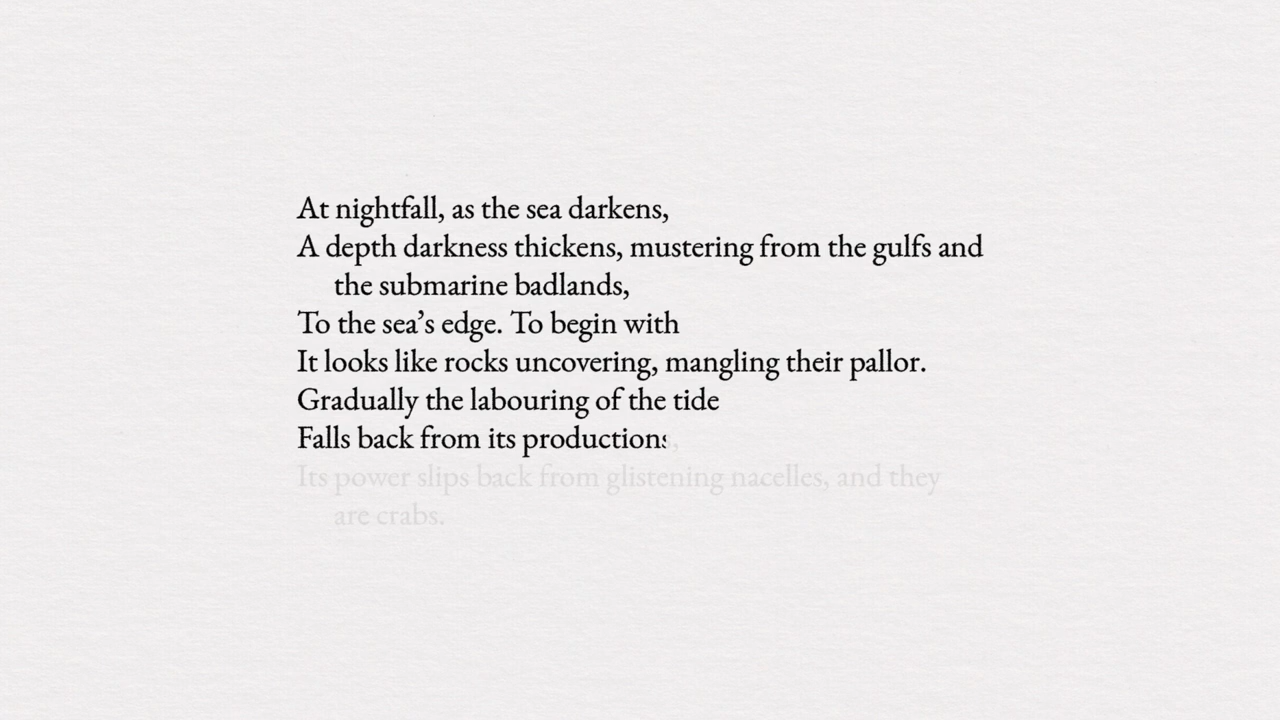 At nightfall, as the sea darkens,
A depth darkness thickens, mustering from the gulfs and
the submarine badlands,
To the sea’s edge. To begin with
It looks like rocks uncovering, mangling their pallor.
Gradually the labouring of the tide
Falls back from its productions,
Its power slips back from glistening nacelles, and they
are crabs.